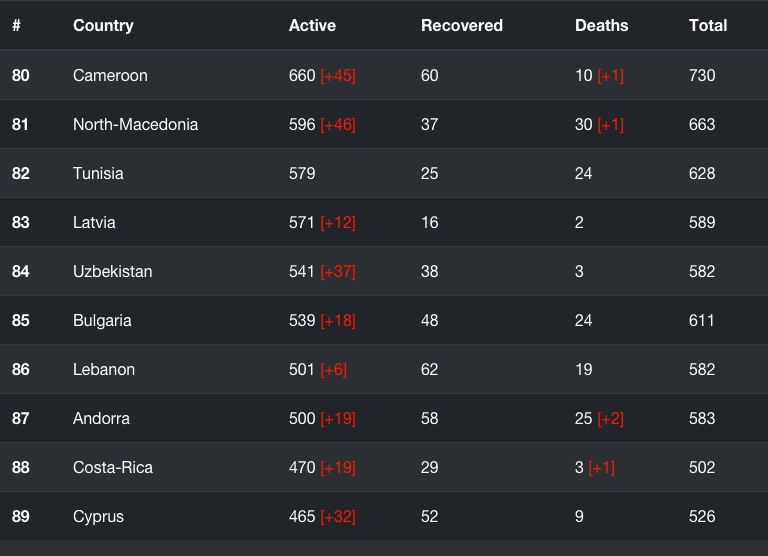 # Country Active Recovered Deaths Total
80 Cameroon 660 [+45] 60 10 [+1] 730
81 North-Macedonia 596 [+46] 37 30 [+1] 663
82 Tunisia 579 25 24 628
83 Latvia 571 [+12] 16 2 589
84 Uzbekistan 541 [+37] 38 3 582
85 Bulgaria 539 [+18] 48 24 611
86 Lebanon 501 [+6] 62 19 582
87 Andorra 500 [+19] 58 25 [+2] 583
88 Costa-Rica 470 [+19] 29 3 [+1] 502
89 Cyprus 465 [+32] 52 9 526